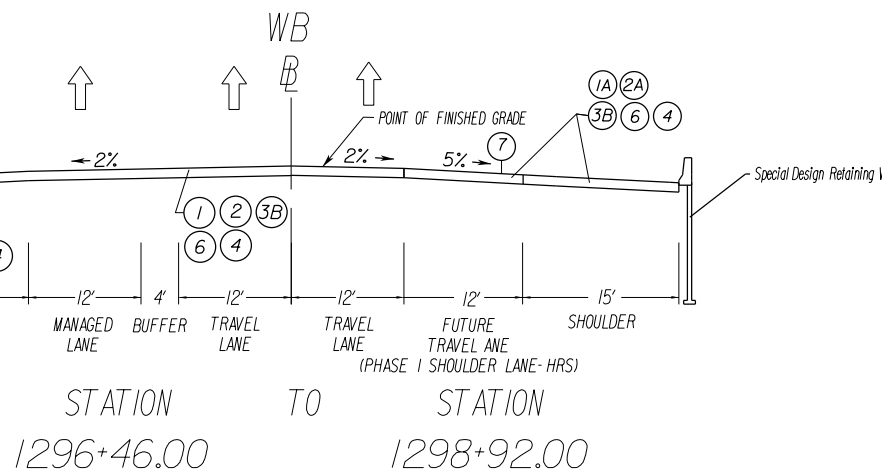 WB
BL
POINT OF FINISHED GRADE
1A 2A
3B 6 4
7
2%
2%
5%
Special Design Retaining W
1 2 3B
6 4
12' 4' 12' 12' 12' 15'
MANAGED LANE
BUFFER
TRAVEL LANE
TRAVEL LANE
FUTURE
TRAVEL ANE
(PHASE 1 SHOULDER LANE-HRS)
SHOULDER
STATION TO STATION
1296+46.00 1298+92.00